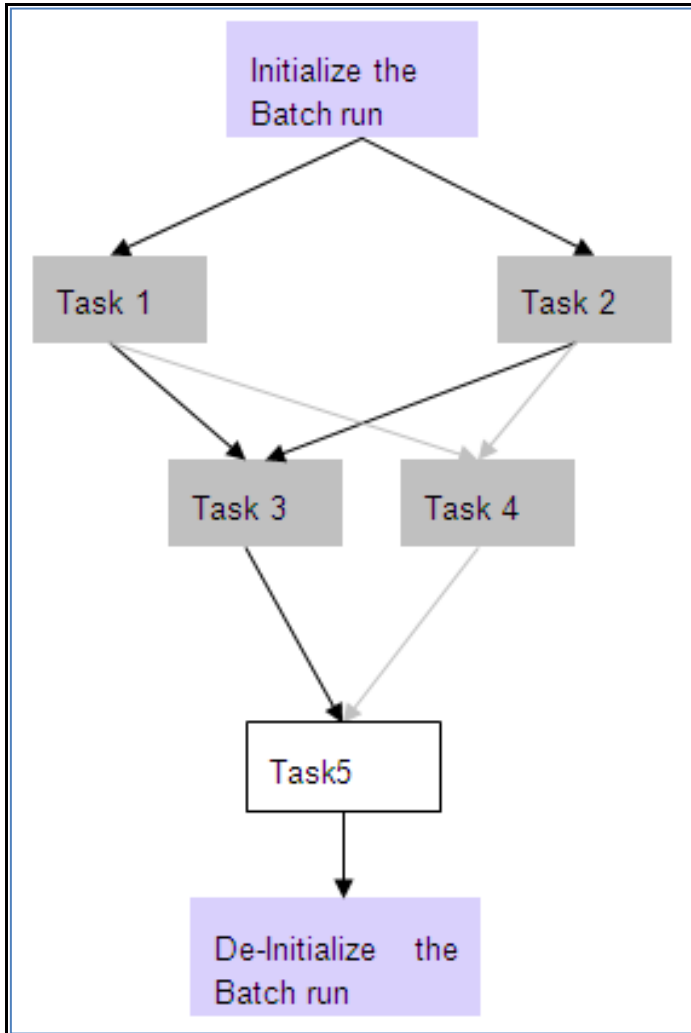 Initialize the
Batch run
Task 1
Task 2
Task 3
Task 4
Task5
De-Initialize the
Batch run